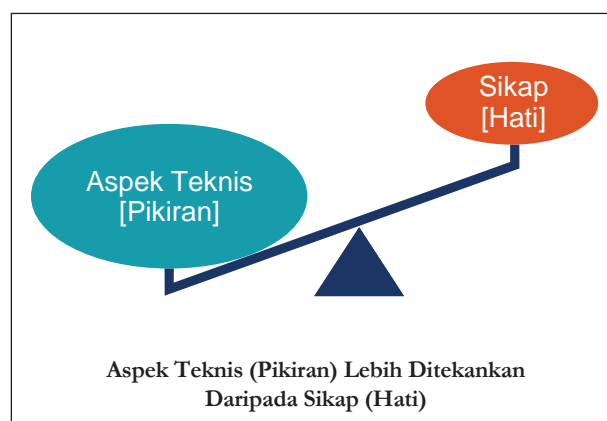 Sikap
[Hati]
Aspek Teknis
[Pikiran]
Aspek Teknis (Pikiran) Lebih Ditekankan
Daripada Sikap (Hati)